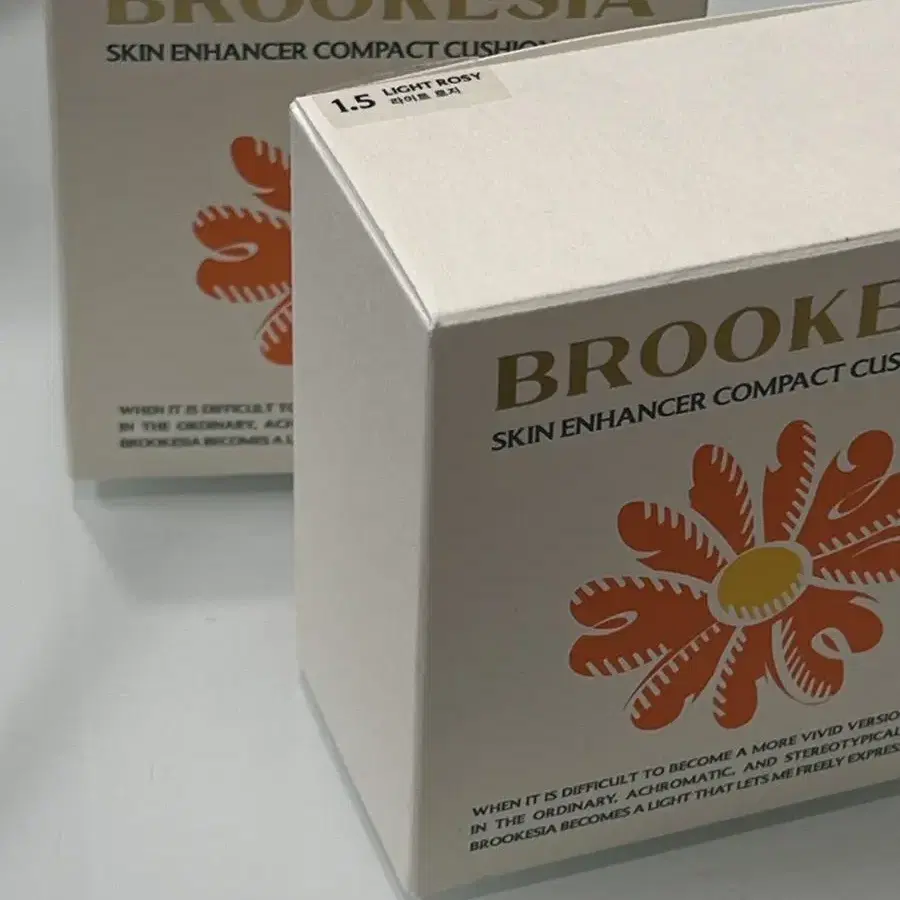 BROOKESIA
SKIN ENHANCER COMPACT CUSHION
WHEN IT IS DIFFICULT TO
IN THE ORDINARY, ACH
BROOKESIA BECOMES A L
1.5 LIGHT ROSY
라이트 로지
BROOKE
SKIN ENHANCER COMPACT CUS
WHEN IT IS DIFFICULT TO BECOME A MORE VIVID VERSIO
IN THE ORDINARY, ACHROMATIC, AND STEREOTYPICAL
BROOKESIA BECOMES A LIGHT THAT LETS ME FREELY EXPRES